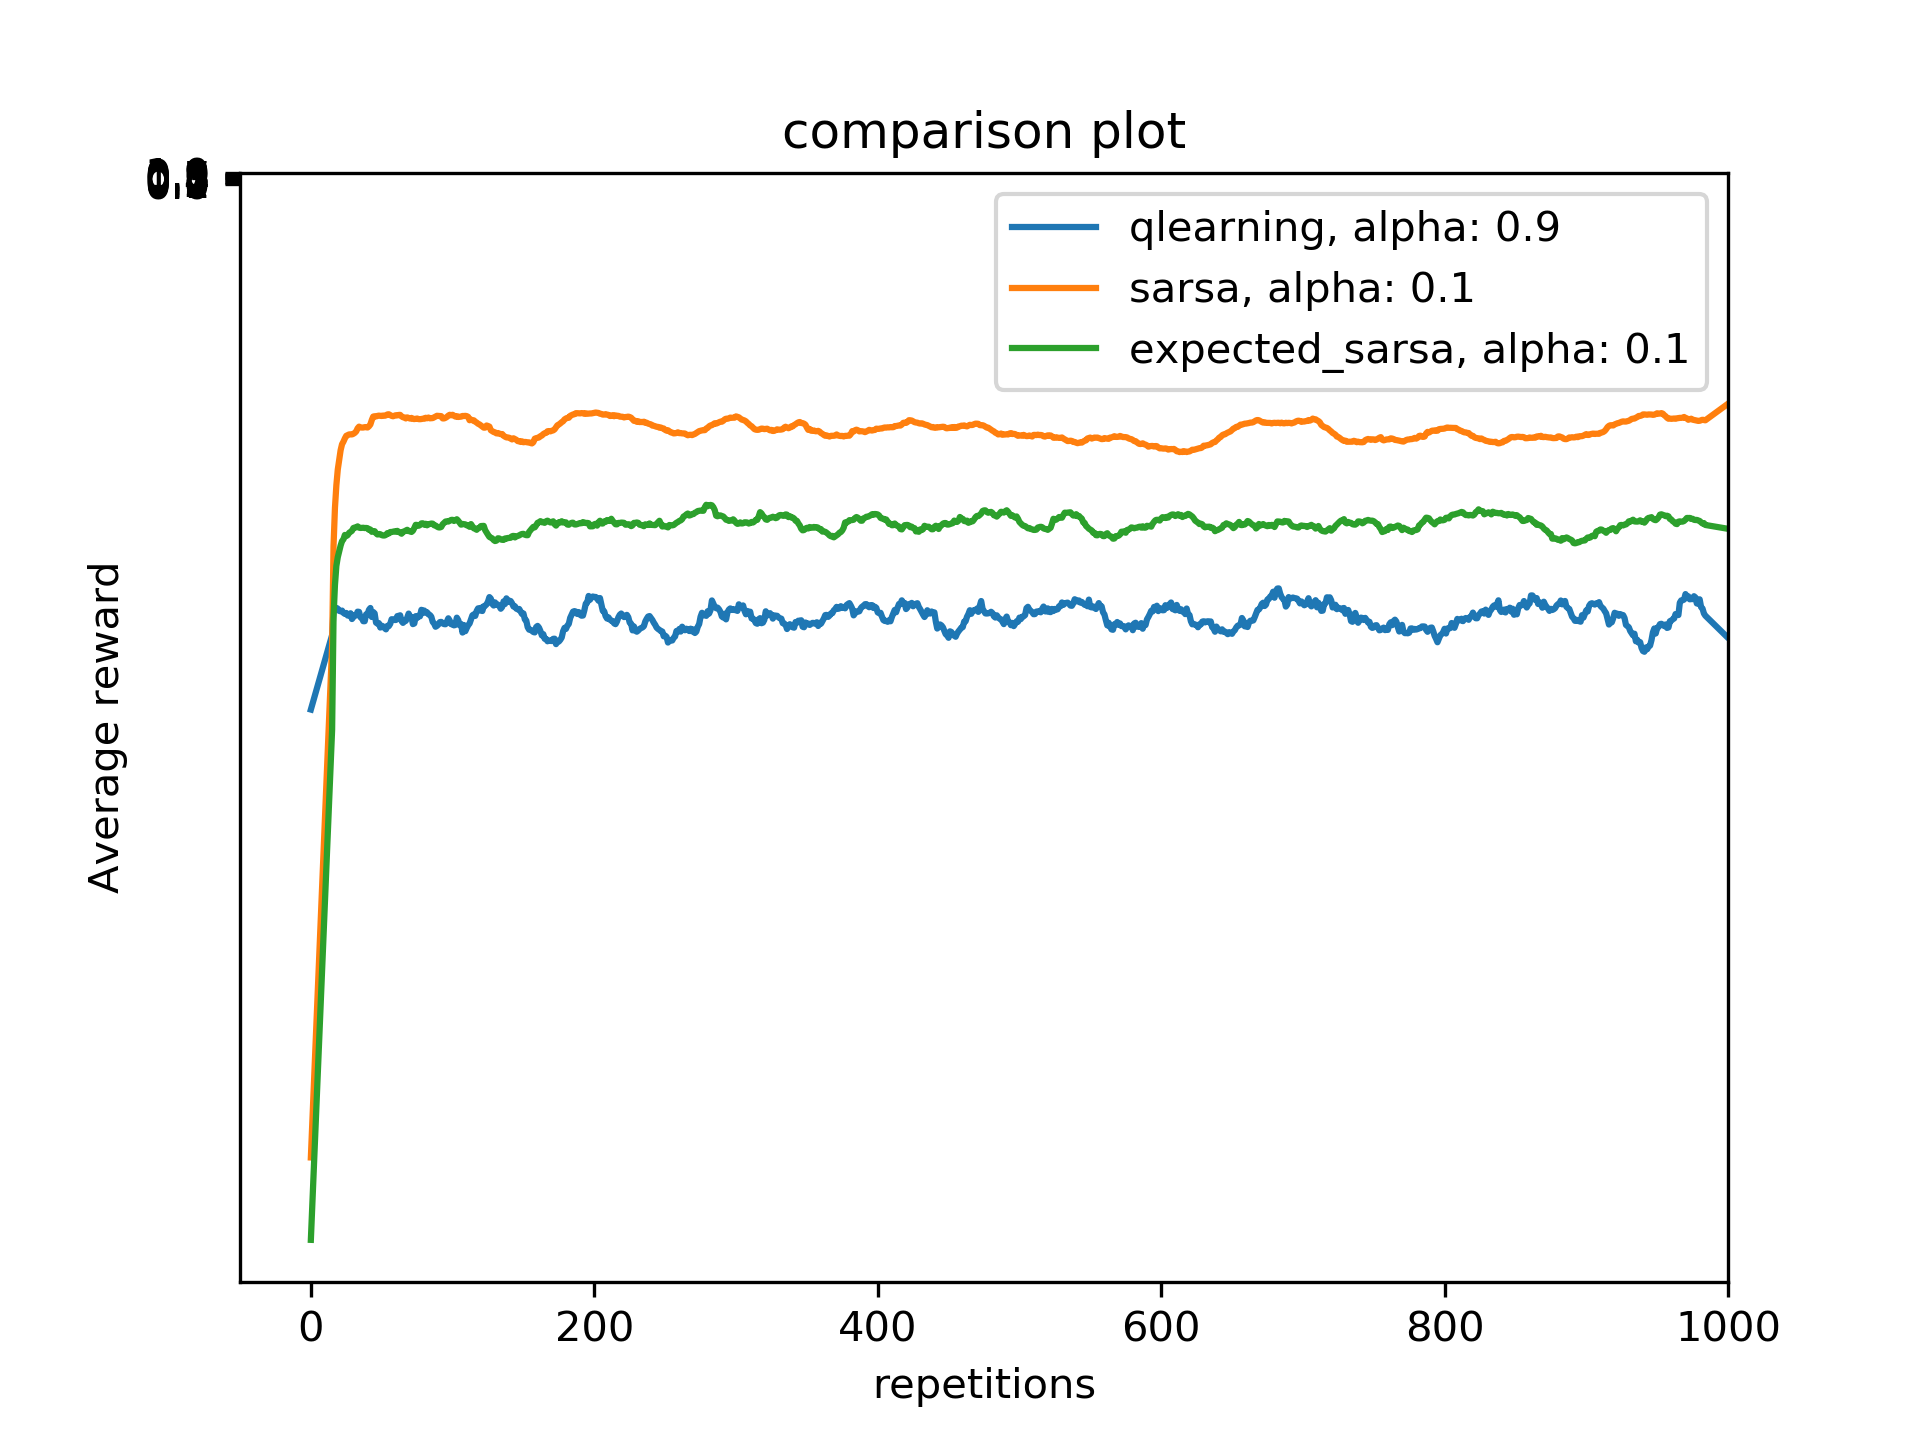 comparison plot
qlearning, alpha: 0.9
sarsa, alpha: 0.1
expected_sarsa, alpha: 0.1
Average reward
0 200 400 600 800 1000
repetitions